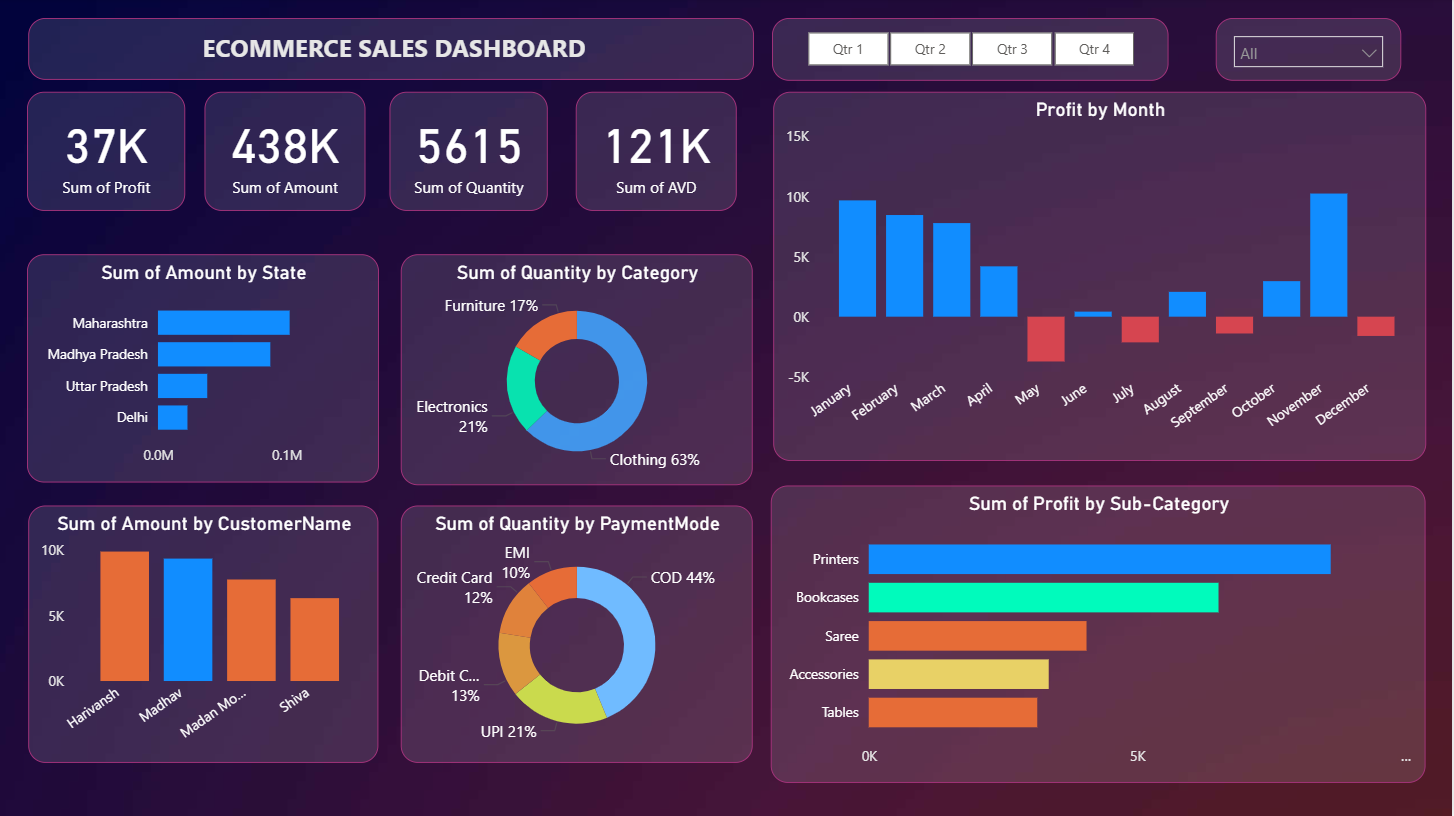 ECOMMERCE SALES DASHBOARD
Qtr 1
Qtr 2
Qtr 3
Qtr 4
All
37K
Sum of Profit
438K
Sum of Amount
5615
Sum of Quantity
121K
Sum of AVD
Profit by Month
15K
10K
5K
0K
-5K
January
February
March
April
May
June
July
August
September
October
November
December
Sum of Amount by State
Maharashtra
Madhya Pradesh
Uttar Pradesh
Delhi
0.0M
0.1M
Sum of Quantity by Category
Furniture 17%
Electronics
21%
Clothing 63%
Sum of Amount by CustomerName
10K
5K
0K
Harivansh
Madhav
Madan Mo...
Shiva
Sum of Quantity by PaymentMode
EMI
10%
Credit Card
12%
COD 44%
Debit C...
13%
UPI 21%
Sum of Profit by Sub-Category
Printers
Bookcases
Saree
Accessories
Tables
0K
5K
...